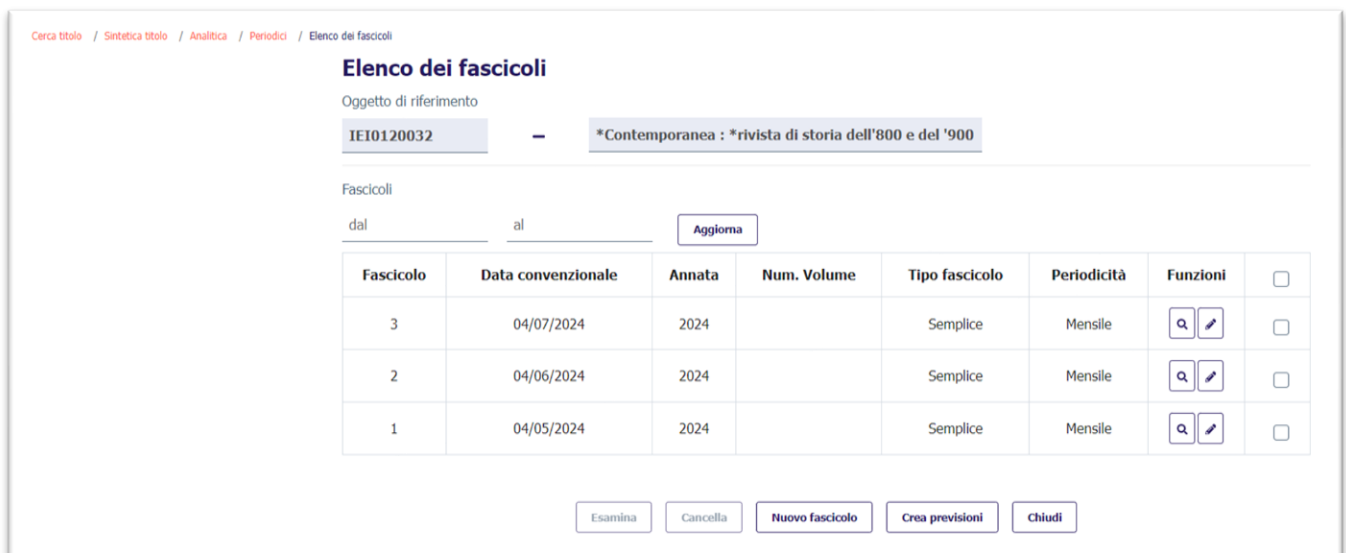 Cerca titolo / Sintetica titolo / Analitica / Periodici / Elenco dei fascicoli
Elenco dei fascicoli
Oggetto di riferimento
IEI0120032 – *Contemporanea : *rivista di storia dell'800 e del '900
Fascicoli
dal al Aggiorna
Fascicolo Data convenzionale Annata Num. Volume Tipo fascicolo Periodicità Funzioni
3 04/07/2024 2024 Semplice Mensile
2 04/06/2024 2024 Semplice Mensile
1 04/05/2024 2024 Semplice Mensile
Esamina Cancella Nuovo fascicolo Crea previsioni Chiudi